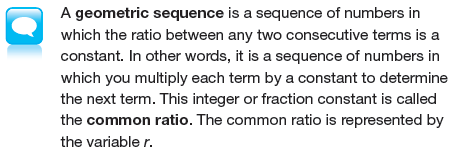 A geometric sequence is a sequence of numbers in
which the ratio between any two consecutive terms is a
constant. In other words, it is a sequence of numbers in
which you multiply each term by a constant to determine
the next term. This integer or fraction constant is called
the common ratio. The common ratio is represented by
the variable r.